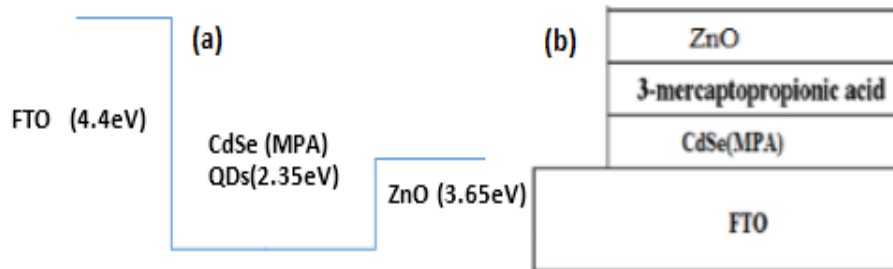 (a)
FTO (4.4eV)
CdSe (MPA)
QDs(2.35eV)
ZnO (3.65eV)
(b)
ZnO
3-mercaptopropionic acid
CdSe(MPA)
FTO